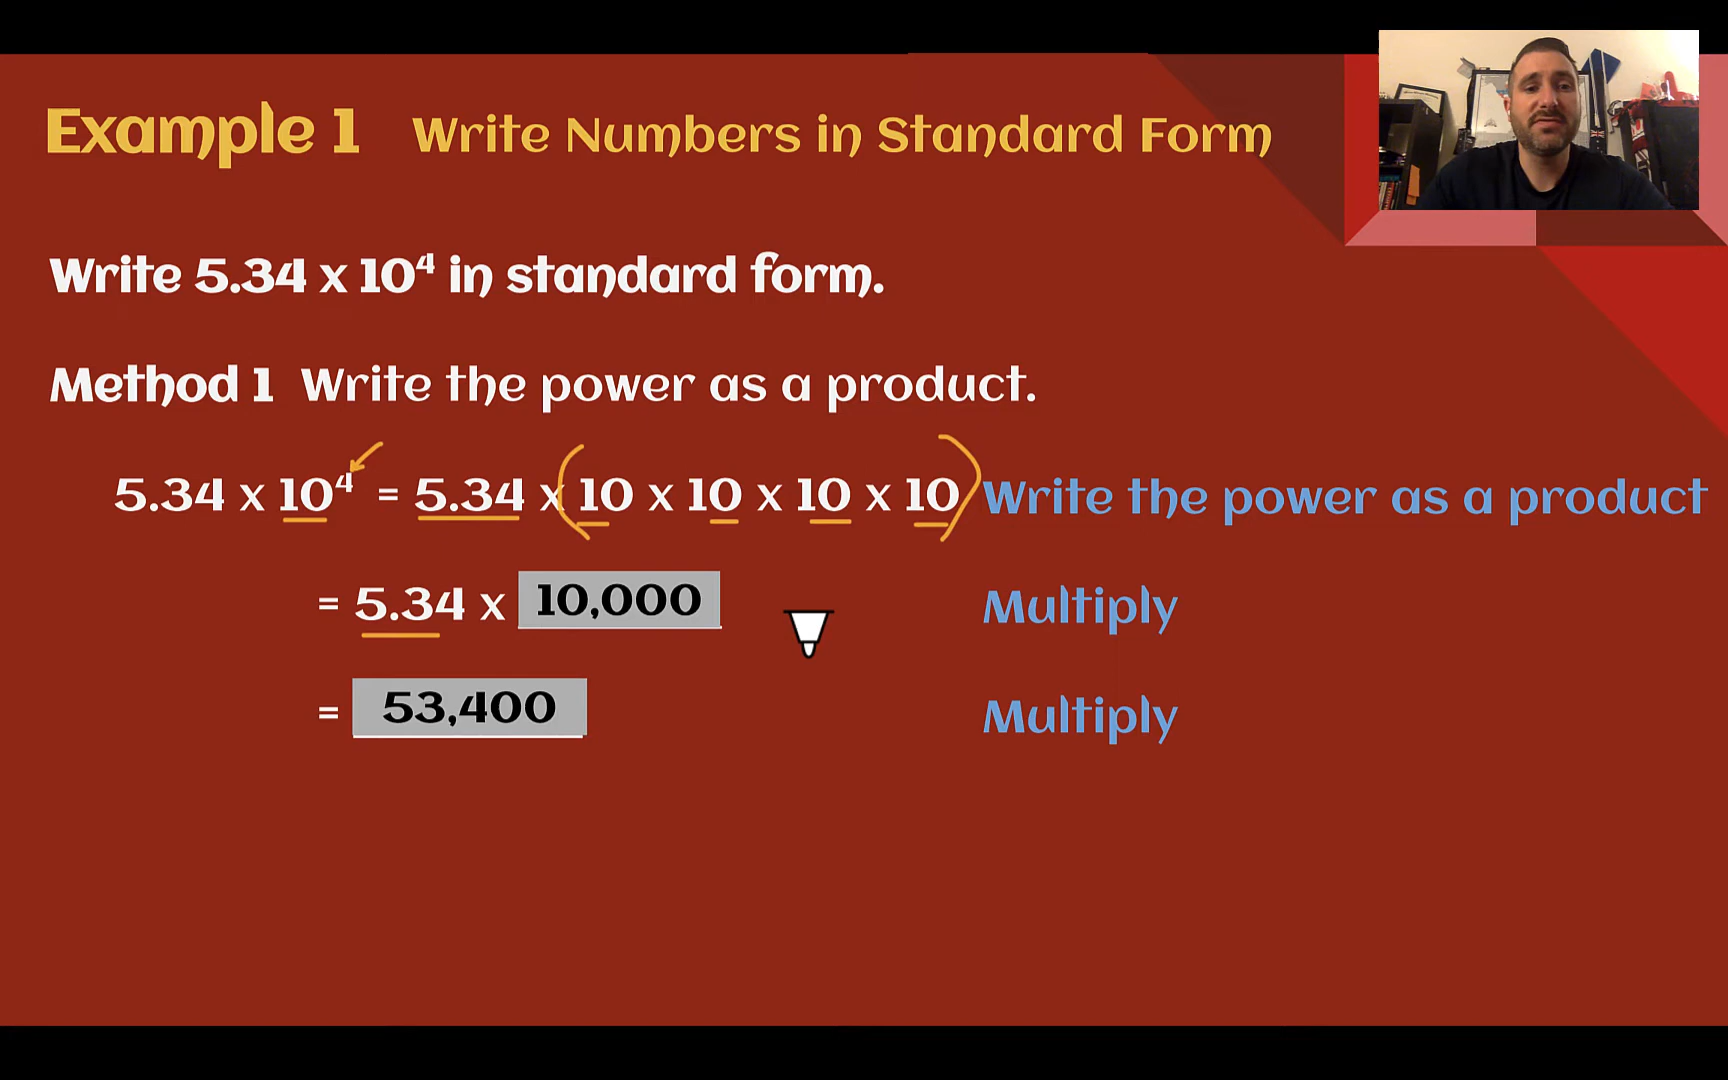 Example 1 Write Numbers in Standard Form
Write 5.34 x 10⁴ in standard form.
Method 1 Write the power as a product.
5.34 x 10⁴ = 5.34 x (10 x 10 x 10 x 10) Write the power as a product
= 5.34 x 10,000 Multiply
= 53,400 Multiply